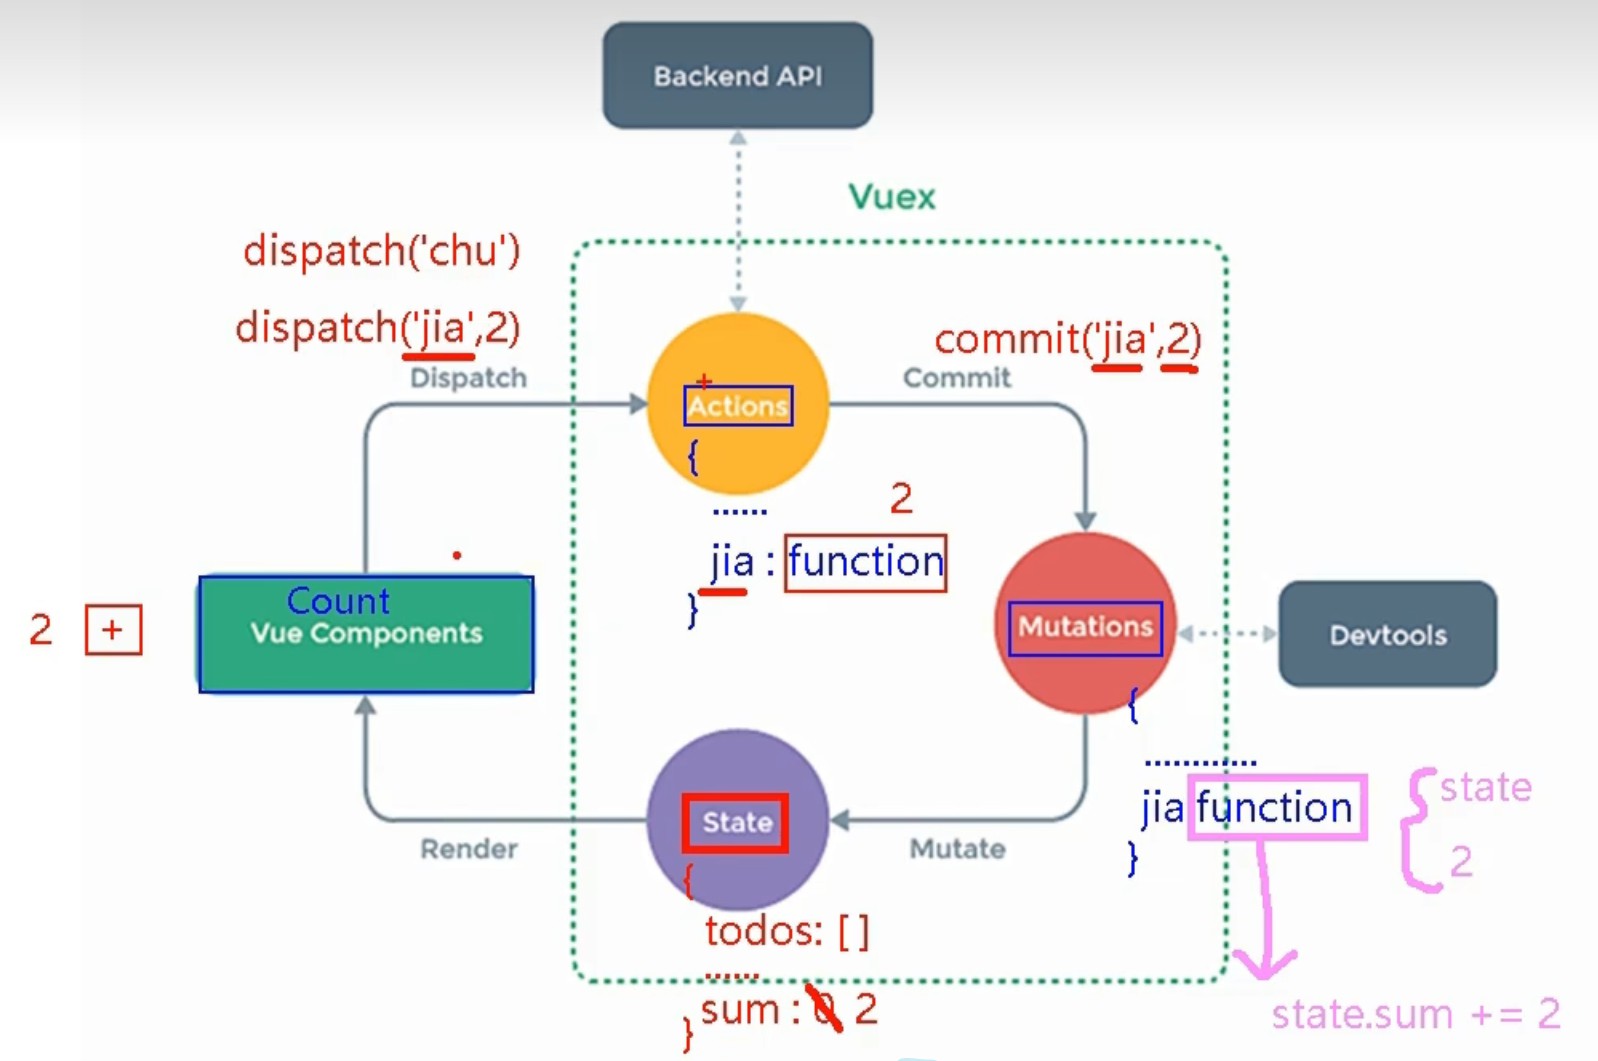 Backend API
Vuex
dispatch('chu')
dispatch('jia',2)
commit('jia',2)
Dispatch
Commit
+
Actions
{
......
2
jia : function
}
Count
Vue Components
2 +
Mutations
Devtools
{
............
jia function
}
state
2
State
Render
Mutate
{
todos: [ ]
......
sum : 0 2
}
state.sum += 2